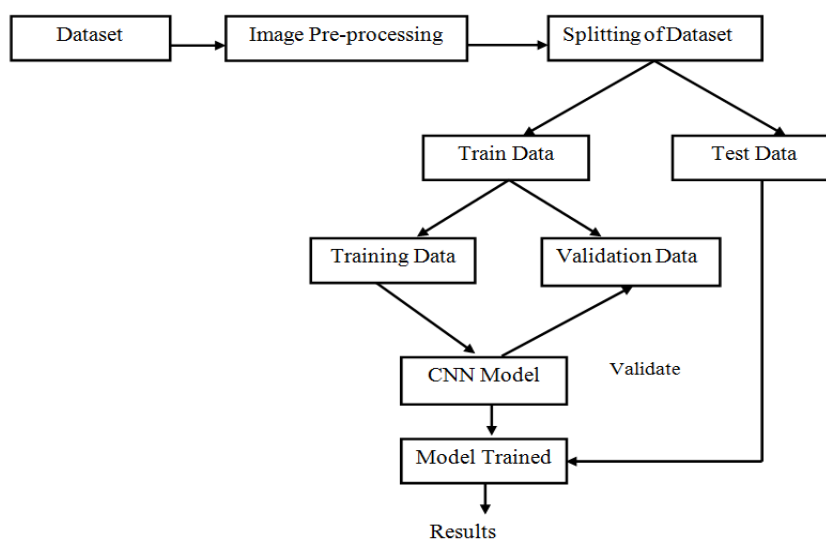 Dataset
Image Pre-processing
Splitting of Dataset
Train Data
Test Data
Training Data
Validation Data
CNN Model
Validate
Model Trained
Results